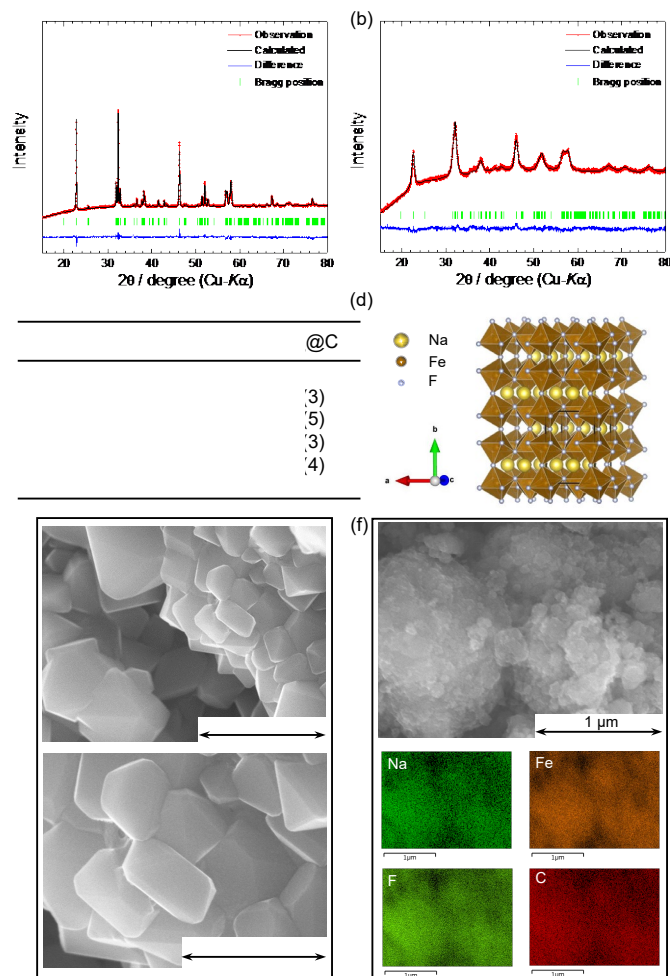 (b)
Observation
Calculated
Difference
Bragg position
Intensity
20 30 40 50 60 70 80
2θ / degree (Cu-Kα)
Observation
Calculated
Difference
Bragg position
Intensity
20 30 40 50 60 70 80
2θ / degree (Cu-Kα)
@C
(3)
(5)
(3)
(4)
(d)
Na
Fe
F
b
a
c
(f)
1 μm
Na
1μm
Fe
1μm
F
1μm
C
1μm